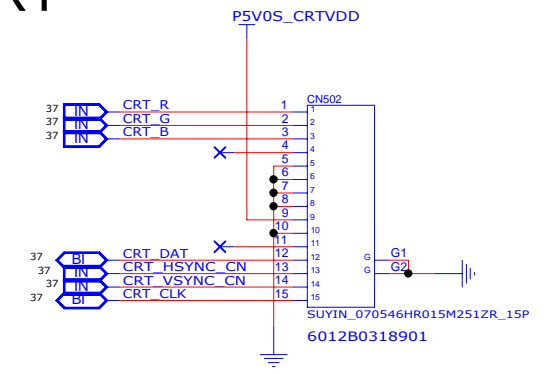 P5V0S_CRTVDD
CN502
37 IN CRT_R 1 1
37 IN CRT_G 2 2
37 IN CRT_B 3 3
4 4
5 5
6 6
7 7
8 8
9 9
10 10
11 11
37 BI CRT_DAT 12 12 G G1
37 IN CRT_HSYNC_CN 13 13 G G2
37 IN CRT_VSYNC_CN 14 14
37 BI CRT_CLK 15 15
SUYIN_070546HR015M251ZR_15P
6012B0318901